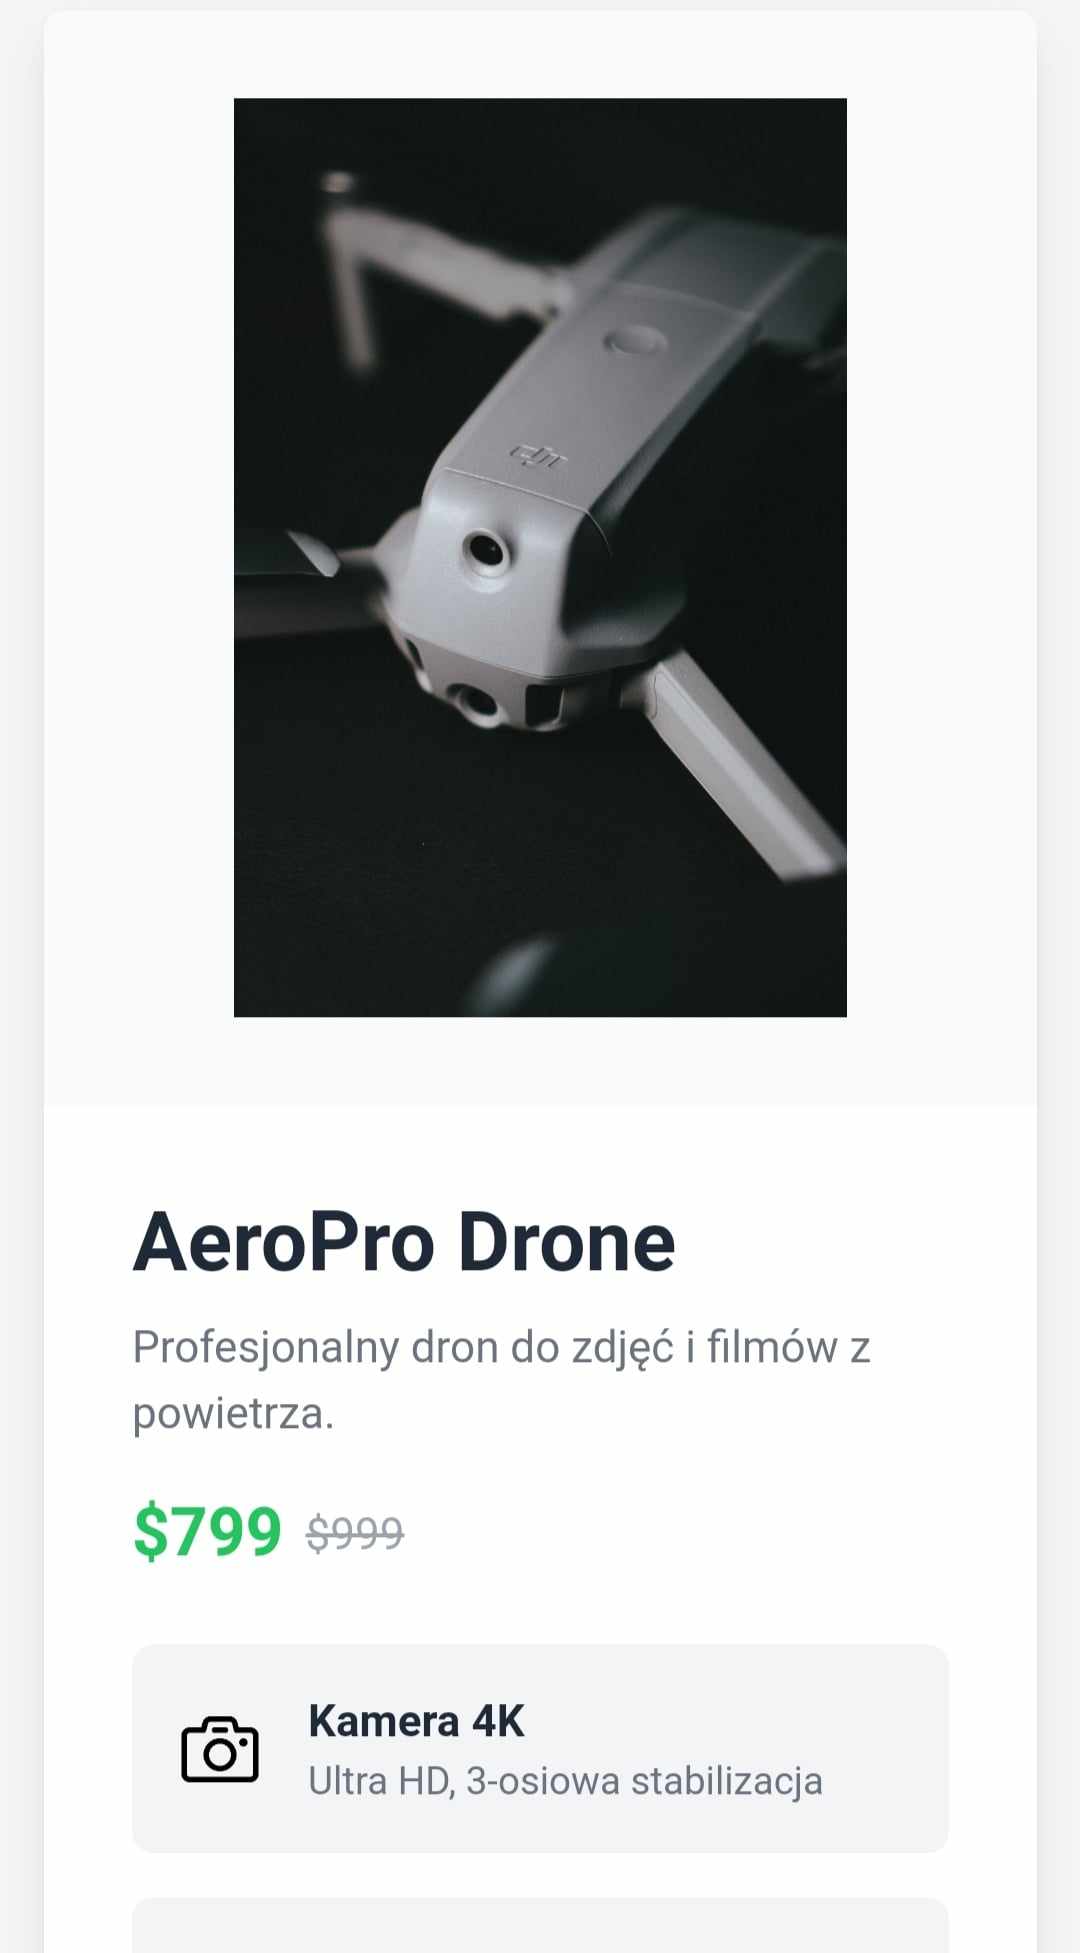 dji
AeroPro Drone
Profesjonalny dron do zdjęć i filmów z
powietrza.
$799 $999
Kamera 4K
Ultra HD, 3-osiowa stabilizacja